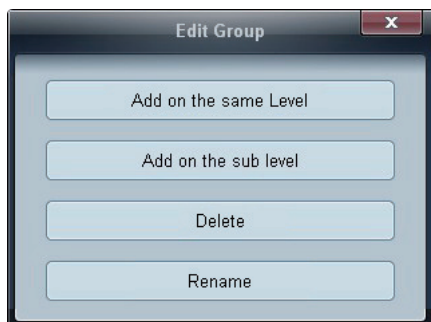 Edit Group
x
Add on the same Level
Add on the sub level
Delete
Rename